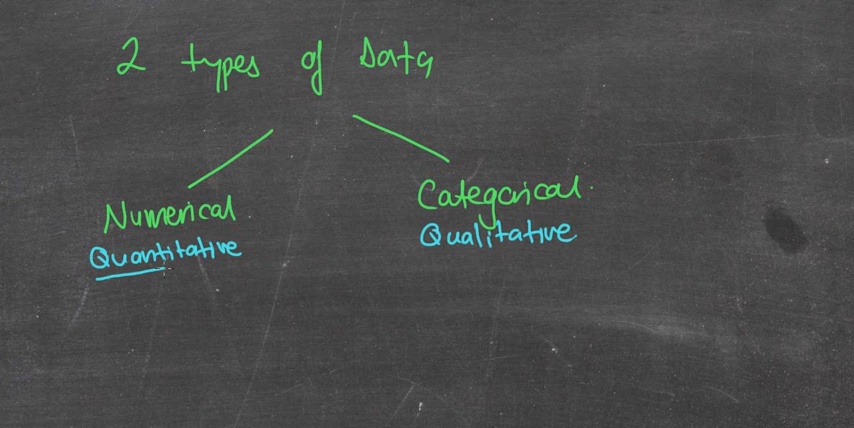 2 types of Data
Numerical
Quantitative
Categorical
Qualitative